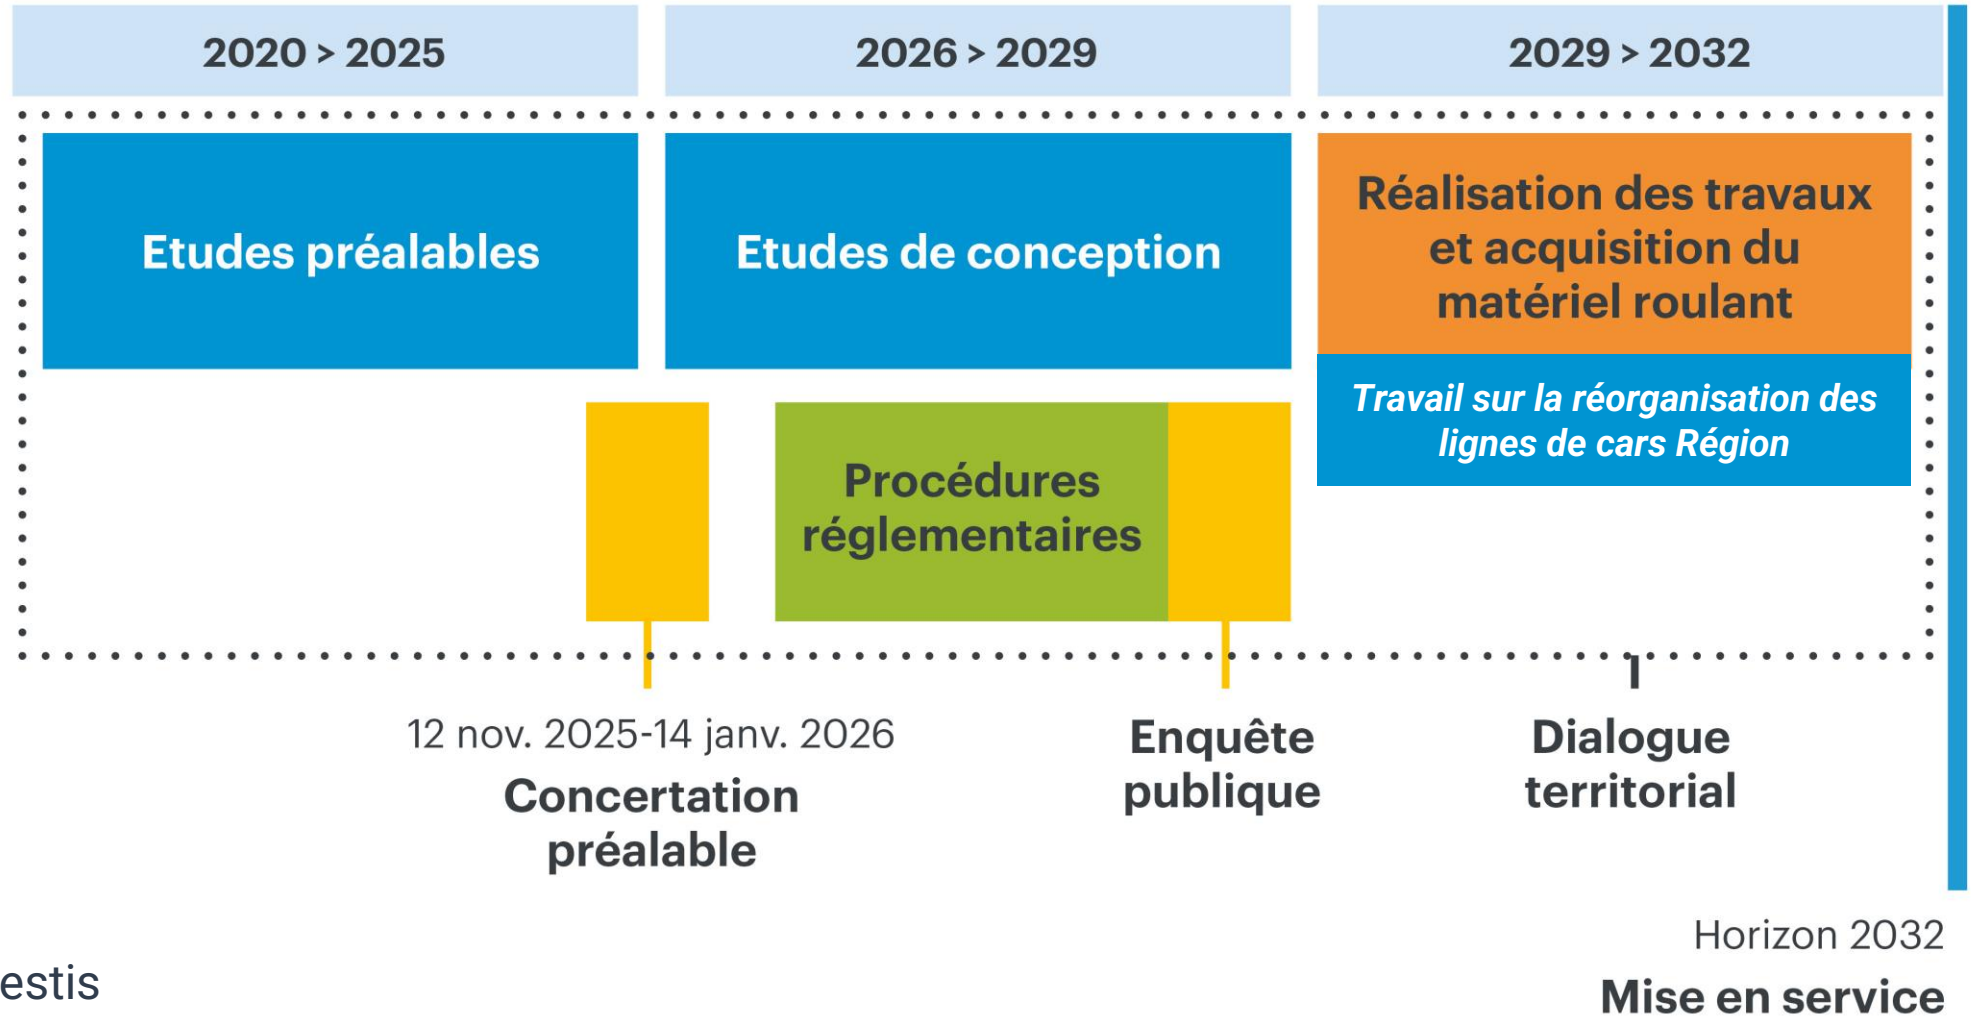 2020 > 2025
2026 > 2029
2029 > 2032
Etudes préalables
Etudes de conception
Réalisation des travaux
et acquisition du
matériel roulant
Travail sur la réorganisation des
lignes de cars Région
Procédures
réglementaires
12 nov. 2025-14 janv. 2026
Concertation
préalable
Enquête
publique
Dialogue
territorial
Horizon 2032
Mise en service
estis